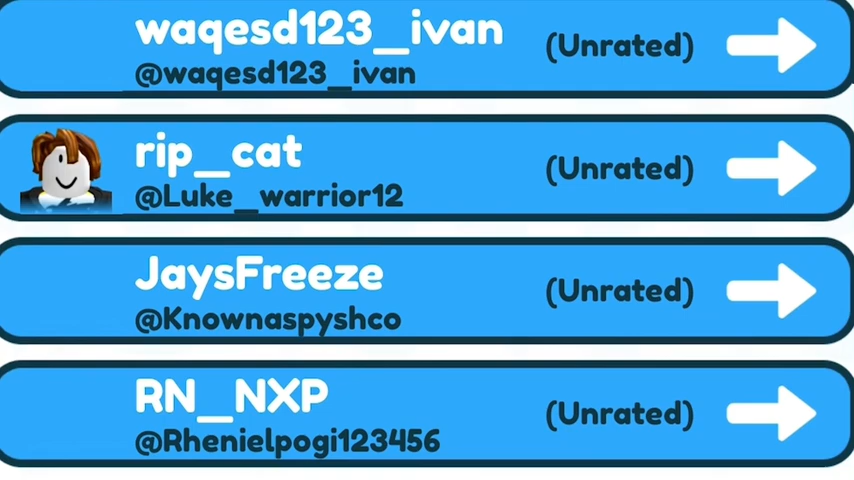 waqesd123_ivan
@waqesd123_ivan
(Unrated)
rip_cat
@Luke_warrior12
(Unrated)
JaysFreeze
@Knownaspyshco
(Unrated)
RN_NXP
@Rhenielpogi123456
(Unrated)